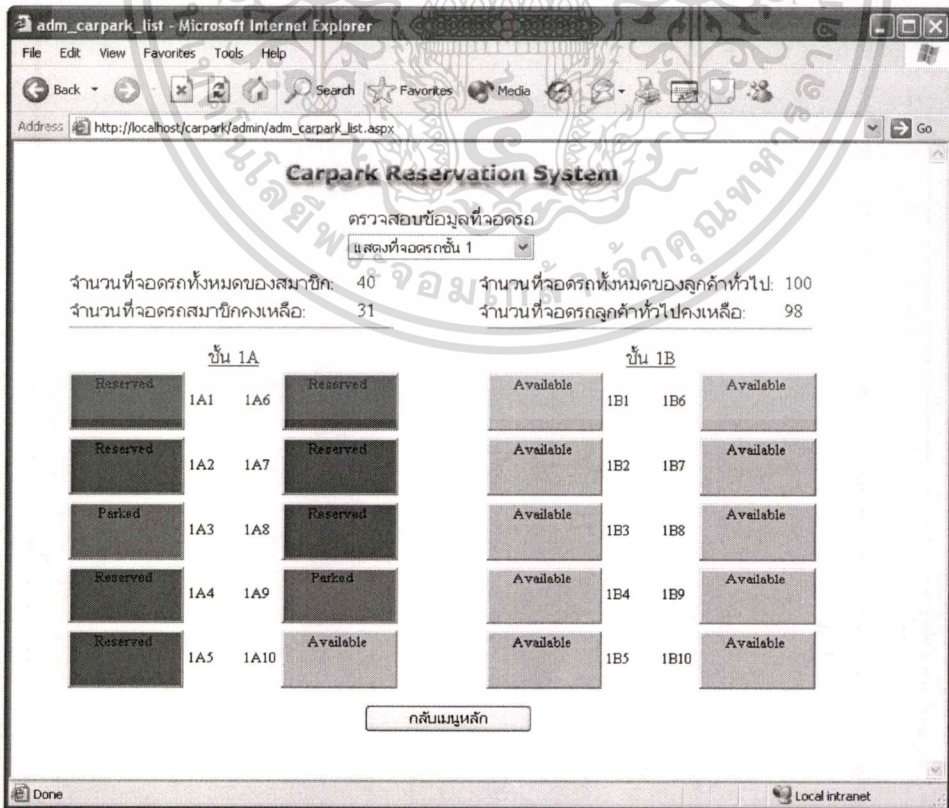 adm_carpark_list - Microsoft Internet Explorer
File Edit View Favorites Tools Help
Back Search Favorites Media
Address http://localhost/carpark/admin/adm_carpark_list.aspx Go
Carpark Reservation System
ตรวจสอบข้อมูลที่จอดรถ
แสดงที่จอดรถชั้น 1
จำนวนที่จอดรถทั้งหมดของสมาชิก: 40 จำนวนที่จอดรถทั้งหมดของลูกค้าทั่วไป: 100
จำนวนที่จอดรถสมาชิกคงเหลือ: 31 จำนวนที่จอดรถลูกค้าทั่วไปคงเหลือ: 98
ชั้น 1A ชั้น 1B
Reserved 1A1 1A6 Reserved Available 1B1 1B6 Available
Reserved 1A2 1A7 Reserved Available 1B2 1B7 Available
Parked 1A3 1A8 Reserved Available 1B3 1B8 Available
Reserved 1A4 1A9 Parked Available 1B4 1B9 Available
Reserved 1A5 1A10 Available Available 1B5 1B10 Available
กลับเมนูหลัก
Done Local intranet